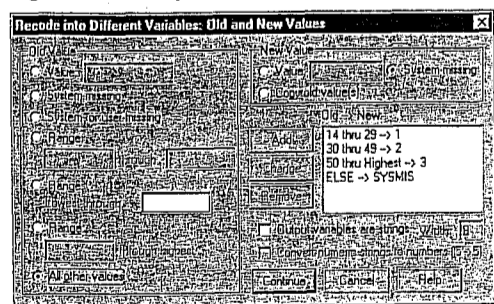 Recode into Different Variables: Old and New Values
Old Value
New Value
Value
Value
System-missing
Copy old value(s)
System-missing
System- or user-missing
Old --> New
Range
Add
14 thru 29 --> 1
30 thru 49 --> 2
50 thru Highest --> 3
ELSE --> SYSMIS
through
Change
Range
Remove
Range
Output variables are strings
Width: 8
Convert numeric strings to numbers
All other values
Continue
Cancel
Help